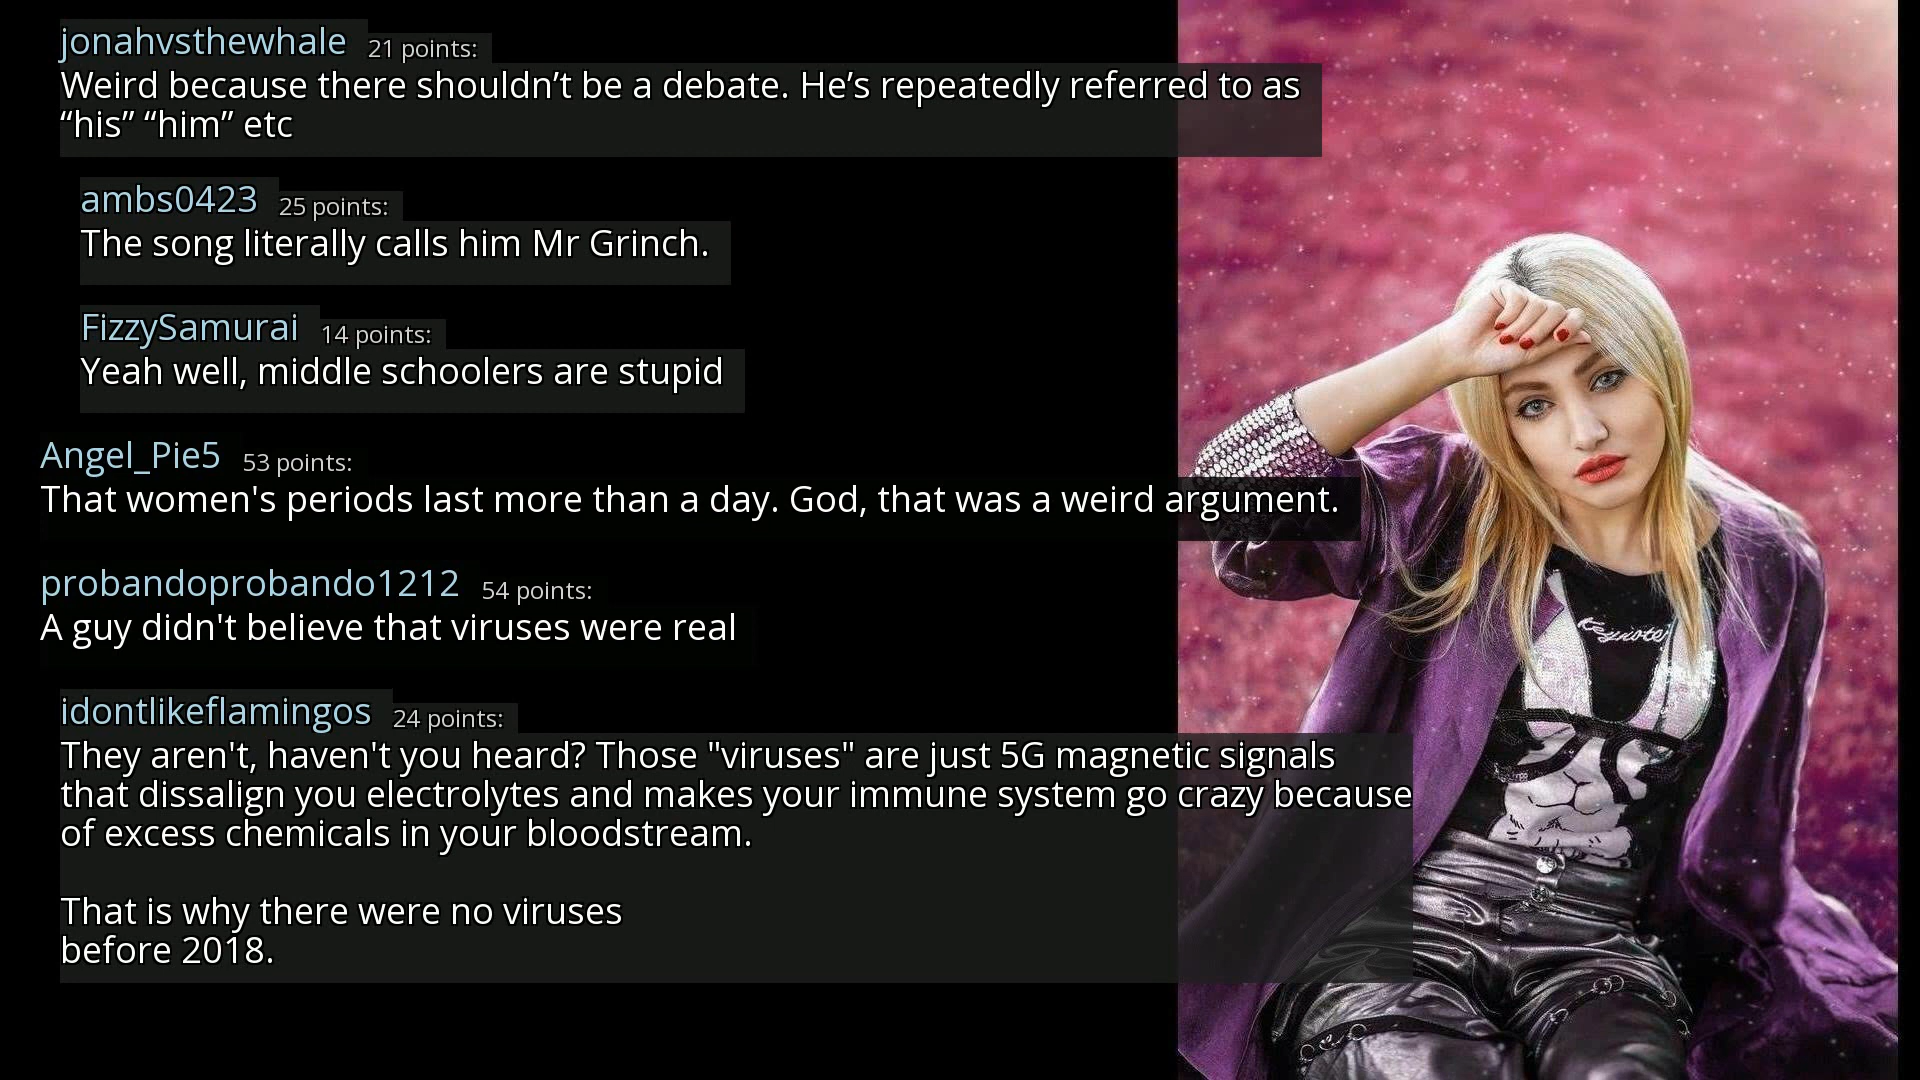 jonahvsthewhale 21 points:
Weird because there shouldn’t be a debate. He’s repeatedly referred to as
“his” “him” etc
ambs0423 25 points:
The song literally calls him Mr Grinch.
FizzySamurai 14 points:
Yeah well, middle schoolers are stupid
Angel_Pie5 53 points:
That women's periods last more than a day. God, that was a weird argument.
probandoprobando1212 54 points:
A guy didn't believe that viruses were real
idontlikeflamingos 24 points:
They aren't, haven't you heard? Those "viruses" are just 5G magnetic signals
that dissalign you electrolytes and makes your immune system go crazy because
of excess chemicals in your bloodstream.
That is why there were no viruses
before 2018.
Keynote